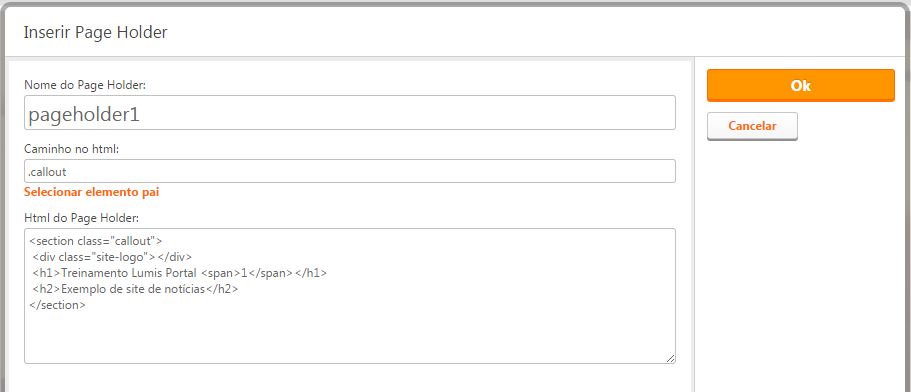 Inserir Page Holder
Nome do Page Holder:
pageholder1
Caminho no html:
.callout
Selecionar elemento pai
Html do Page Holder:
<section class="callout">
<div class="site-logo"></div>
<h1>Treinamento Lumis Portal <span>1</span></h1>
<h2>Exemplo de site de notícias</h2>
</section>
Ok
Cancelar